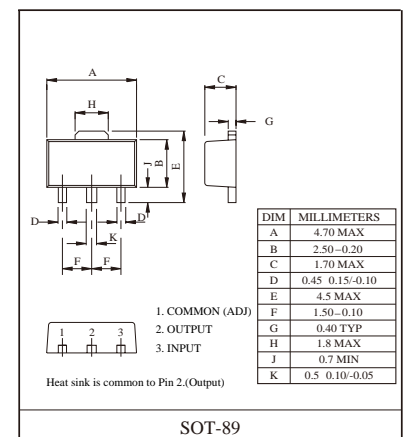 A
H
C
G
J
B
E
D
D
K
F
F
DIM MILLIMETERS
A 4.70 MAX
B 2.50−0.20
C 1.70 MAX
D 0.45 0.15/-0.10
E 4.5 MAX
F 1.50−0.10
G 0.40 TYP
H 1.8 MAX
J 0.7 MIN
K 0.5 0.10/-0.05
1. COMMON (ADJ)
2. OUTPUT
3. INPUT
1 2 3
Heat sink is common to Pin 2.(Output)
SOT-89